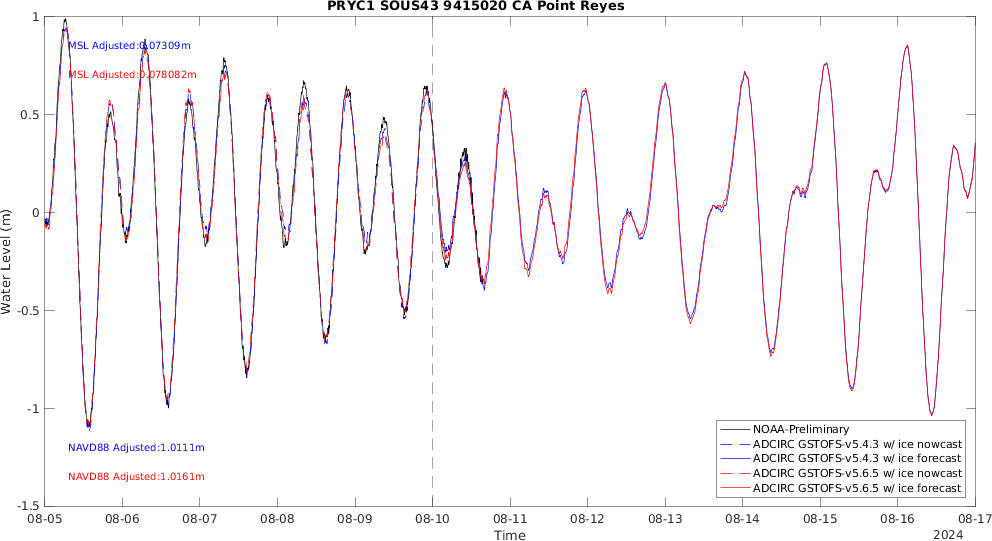 PRYC1 SOUS43 9415020 CA Point Reyes
MSL Adjusted:0.07309m
MSL Adjusted:0.078082m
NAVD88 Adjusted:1.0111m
NAVD88 Adjusted:1.0161m
Water Level (m)
1
0.5
0
-0.5
-1
-1.5
NOAA-Preliminary
ADCIRC GSTOFS-v5.4.3 w/ ice nowcast
ADCIRC GSTOFS-v5.4.3 w/ ice forecast
ADCIRC GSTOFS-v5.6.5 w/ ice nowcast
ADCIRC GSTOFS-v5.6.5 w/ ice forecast
08-05 08-06 08-07 08-08 08-09 08-10 08-11 08-12 08-13 08-14 08-15 08-16 08-17
Time
2024